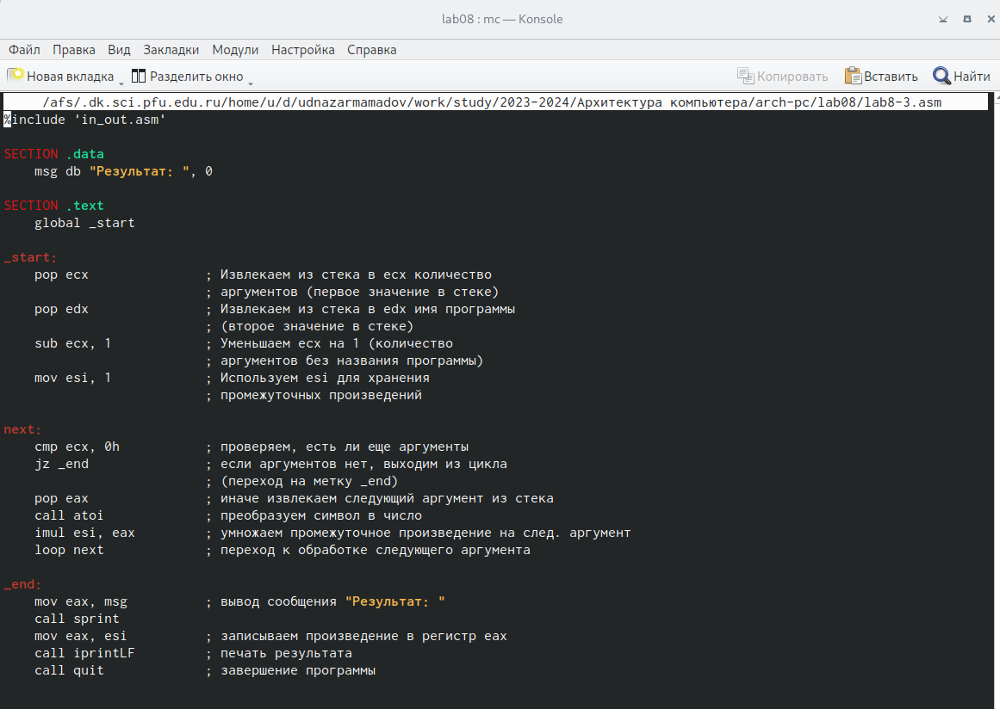 lab08 : mc — Konsole
Файл Правка Вид Закладки Модули Настройка Справка
Новая вкладка Разделить окно Копировать Вставить Найти
/afs/.dk.sci.pfu.edu.ru/home/u/d/udnazarmamadov/work/study/2023-2024/Архитектура компьютера/arch-pc/lab08/lab8-3.asm
%include 'in_out.asm'
SECTION .data
msg db "Результат: ", 0
SECTION .text
global _start
_start:
pop ecx ; Извлекаем из стека в ecx количество
; аргументов (первое значение в стеке)
pop edx ; Извлекаем из стека в edx имя программы
; (второе значение в стеке)
sub ecx, 1 ; Уменьшаем ecx на 1 (количество
; аргументов без названия программы)
mov esi, 1 ; Используем esi для хранения
; промежуточных произведений
next:
cmp ecx, 0h ; проверяем, есть ли еще аргументы
jz _end ; если аргументов нет, выходим из цикла
; (переход на метку _end)
pop eax ; иначе извлекаем следующий аргумент из стека
call atoi ; преобразуем символ в число
imul esi, eax ; умножаем промежуточное произведение на след. аргумент
loop next ; переход к обработке следующего аргумента
_end:
mov eax, msg ; вывод сообщения "Результат: "
call sprint
mov eax, esi ; записываем произведение в регистр eax
call iprintLF ; печать результата
call quit ; завершение программы